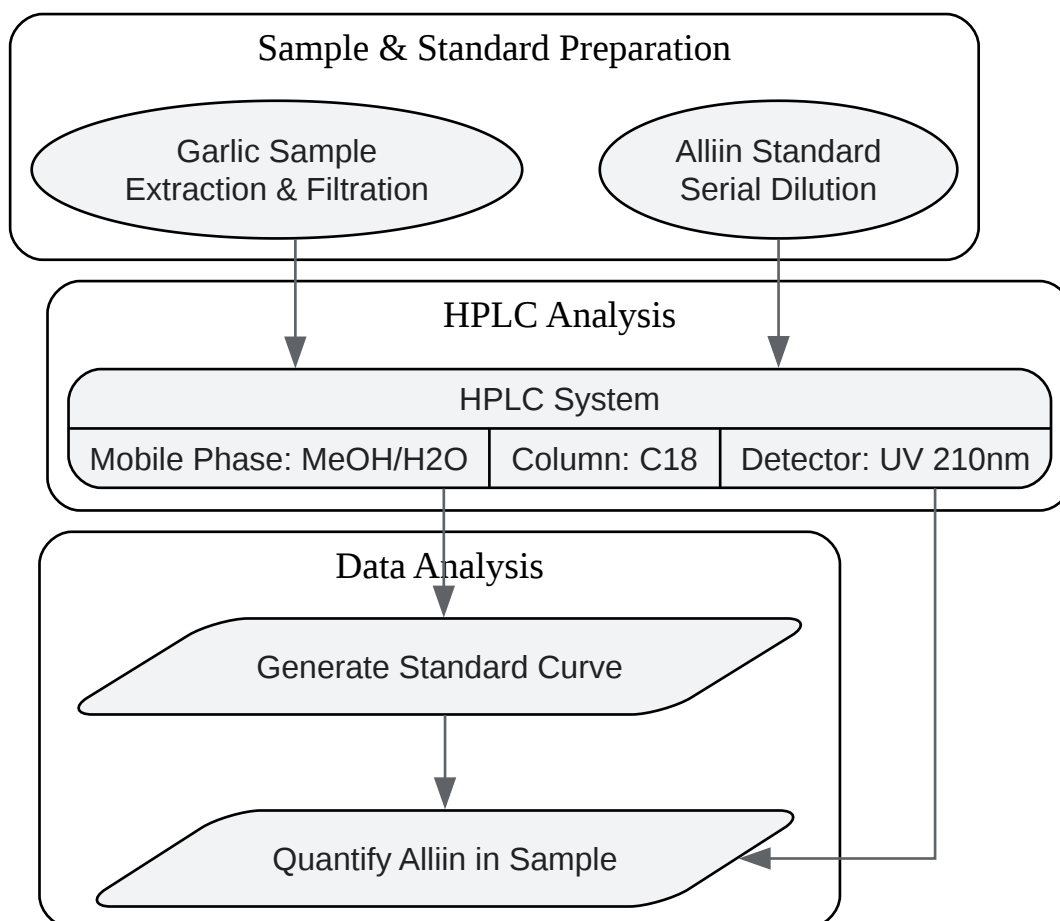 Sample & Standard Preparation
Garlic Sample
Extraction & Filtration
Alliin Standard
Serial Dilution
HPLC Analysis
HPLC System
Mobile Phase: MeOH/H2O
Column: C18
Detector: UV 210nm
Data Analysis
Generate Standard Curve
Quantify Alliin in Sample